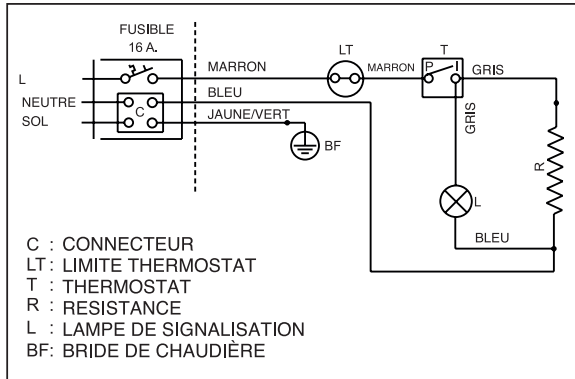 FUSIBLE
16 A.
LT
T
L
MARRON
MARRON
P
I
GRIS
NEUTRE
BLEU
C
SOL
JAUNE/VERT
GRIS
BF
R
L
BLEU
C : CONNECTEUR
LT: LIMITE THERMOSTAT
T : THERMOSTAT
R : RESISTANCE
L : LAMPE DE SIGNALISATION
BF: BRIDE DE CHAUDIÈRE